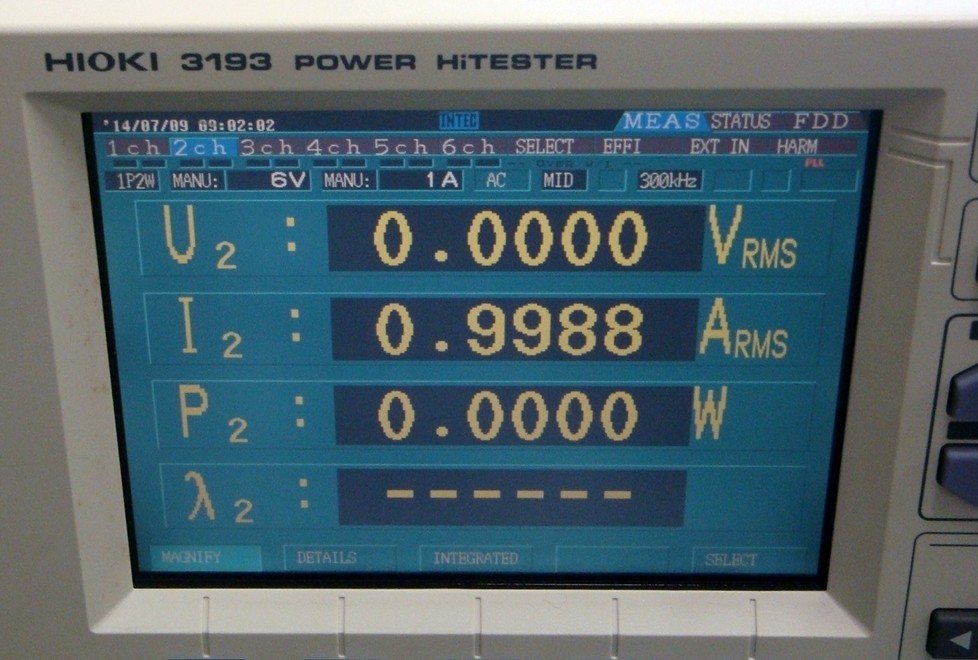 HIOKI 3193 POWER HiTESTER
'14/07/09 09:02:02 INTEG MEAS STATUS FDD
1ch 2ch 3ch 4ch 5ch 6ch SELECT EFFI EXT IN HARM
PLL
1P2W MANU: 6V MANU: 1A AC MID 300kHz
U2 : 0.0000 VRMS
I2 : 0.9988 ARMS
P2 : 0.0000 W
λ2 : ------
MAGNIFY DETAILS INTEGRATED SELECT